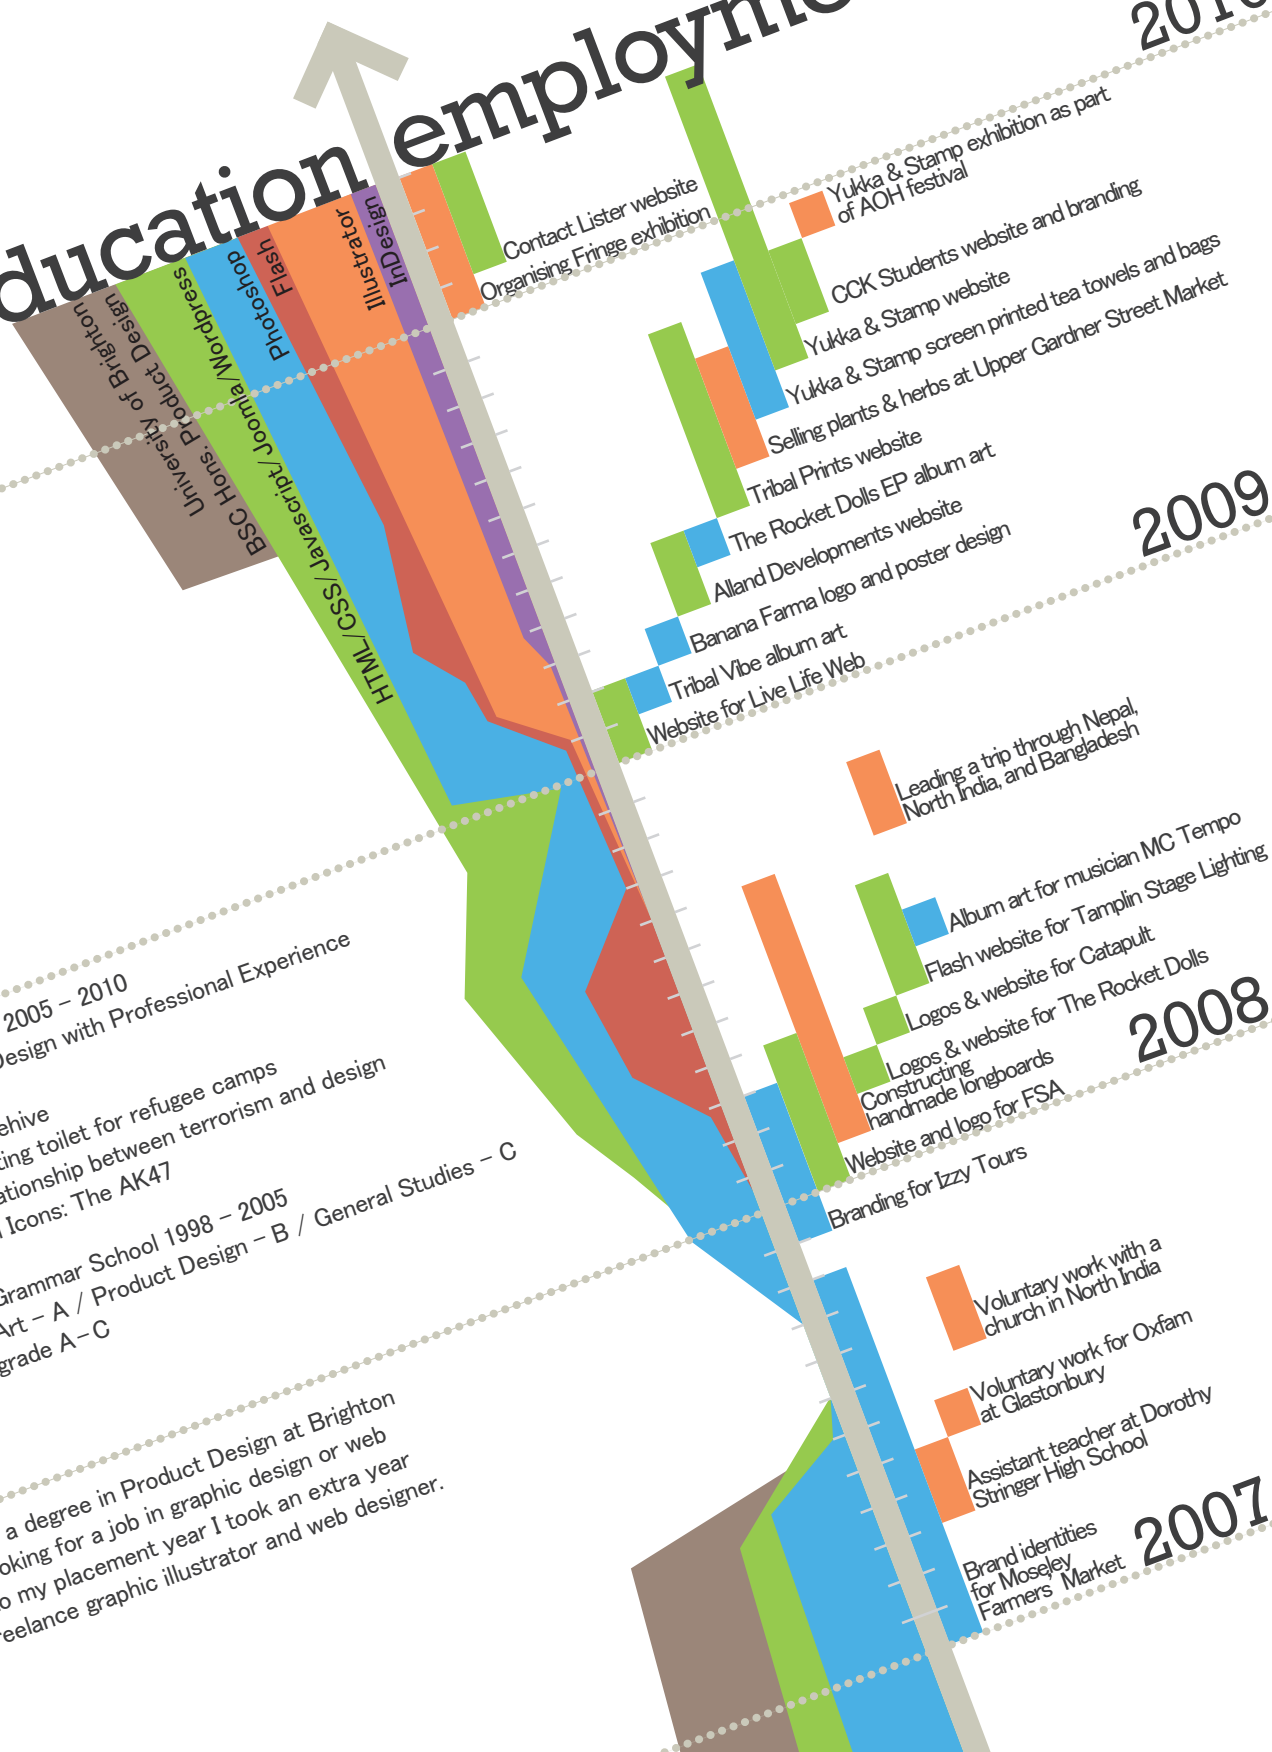 ducation
employme
2010
University of Brighton
BSC Hons. Product Design
HTML/CSS/Javascript/Joomla/Wordpress
Photoshop
Flash
Illustrator
InDesign
Contact Lister website
Organising Fringe exhibition
Yukka & Stamp exhibition as part
of AOH festival
CCK Students website and branding
Yukka & Stamp website
Yukka & Stamp screen printed tea towels and bags
Selling plants & herbs at Upper Gardner Street Market
Tribal Prints website
The Rocket Dolls EP album art
Alland Developments website
Banana Farma logo and poster design
Tribal Vibe album art
Website for Live Life Web
2009
Leading a trip through Nepal,
North India, and Bangladesh
Album art for musician MC Tempo
Flash website for Tamplin Stage Lighting
Logos & website for Catapult
Logos & website for The Rocket Dolls
Constructing
handmade longboards
Website and logo for FSA
2008
Branding for Izzy Tours
Voluntary work with a
church in North India
Voluntary work for Oxfam
at Glastonbury
Assistant teacher at Dorothy
Stringer High School
Brand identities
for Moseley
Farmers' Market
2007
2005 - 2010
Design with Professional Experience
ehive
ting toilet for refugee camps
ationship between terrorism and design
Icons: The AK47
Grammar School 1998 - 2005
Art - A / Product Design - B / General Studies - C
grade A-C
a degree in Product Design at Brighton
oking for a job in graphic design or web
o my placement year I took an extra year
reelance graphic illustrator and web designer.